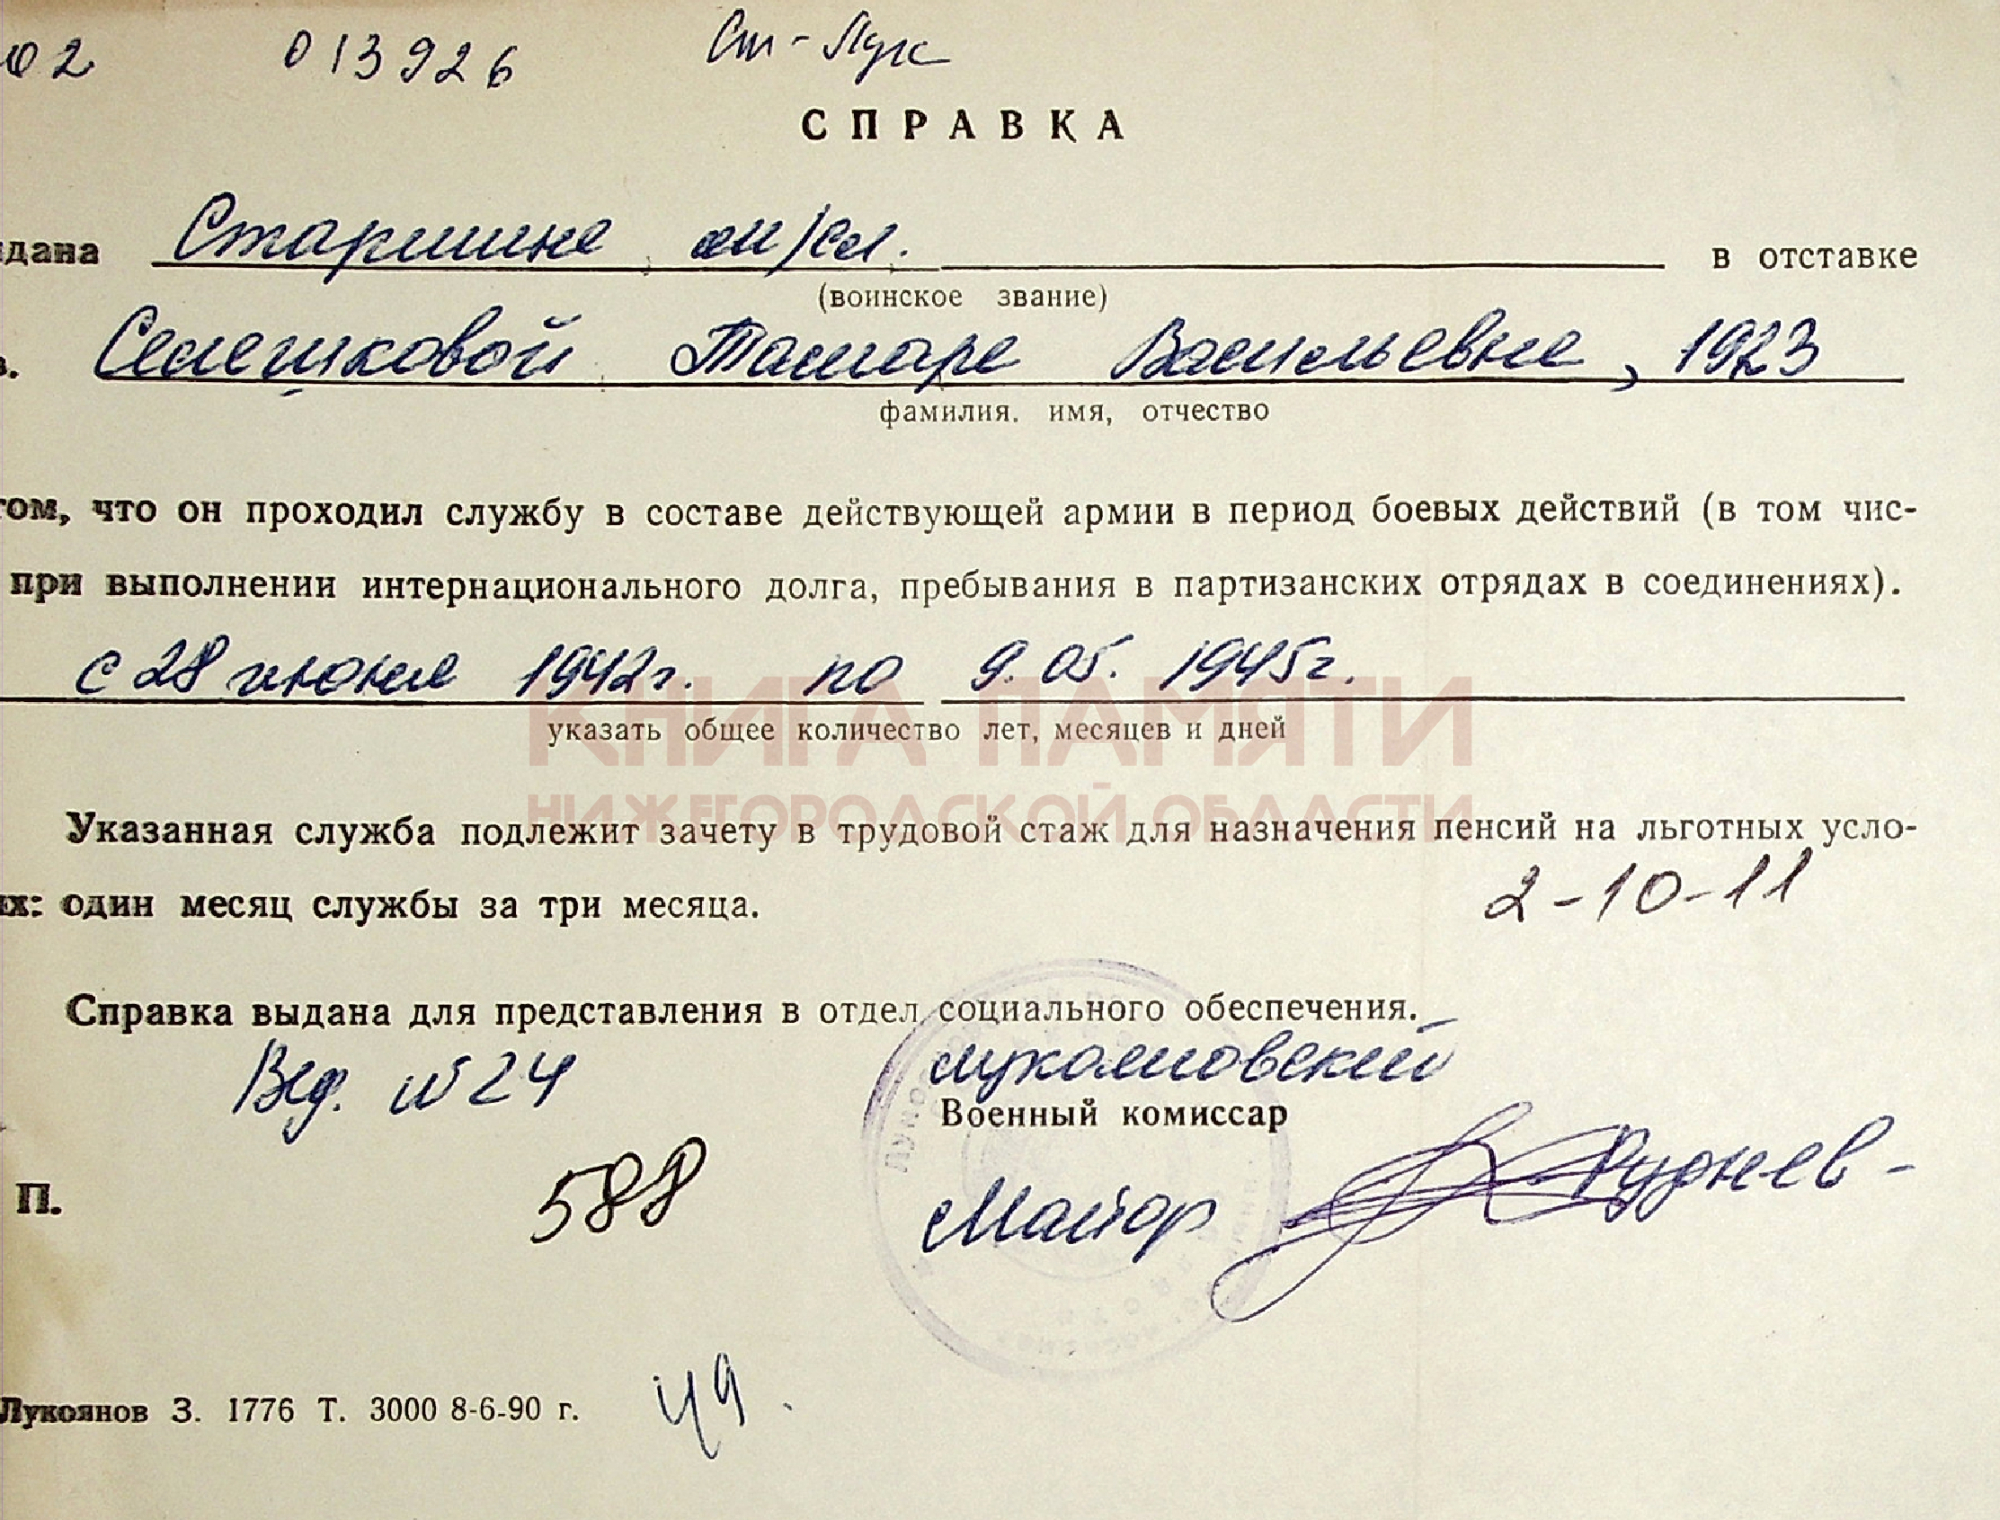 02 013926 Ст-Лук
СПРАВКА
дана Старшине м/сл. в отставке
(воинское звание)
в. Селешковой Тамаре Васильевне, 1923
фамилия. имя, отчество
том, что он проходил службу в составе действующей армии в период боевых действий (в том чис-
при выполнении интернационального долга, пребывания в партизанских отрядах в соединениях).
с 28 июня 1942г. по 9.05.1945г.
КНИГА ПАМЯТИ
указать общее количество лет, месяцев и дней
НИЖЕГОРОДСКОЙ ОБЛАСТИ
Указанная служба подлежит зачету в трудовой стаж для назначения пенсий на льготных усло-
ях: один месяц службы за три месяца.
2-10-11
Справка выдана для представления в отдел социального обеспечения.
Вед. №24 Лукояновский
Военный комиссар
П. 588 Майор Руднев
Лукоянов З. 1776 Т. 3000 8-6-90 г. 49.